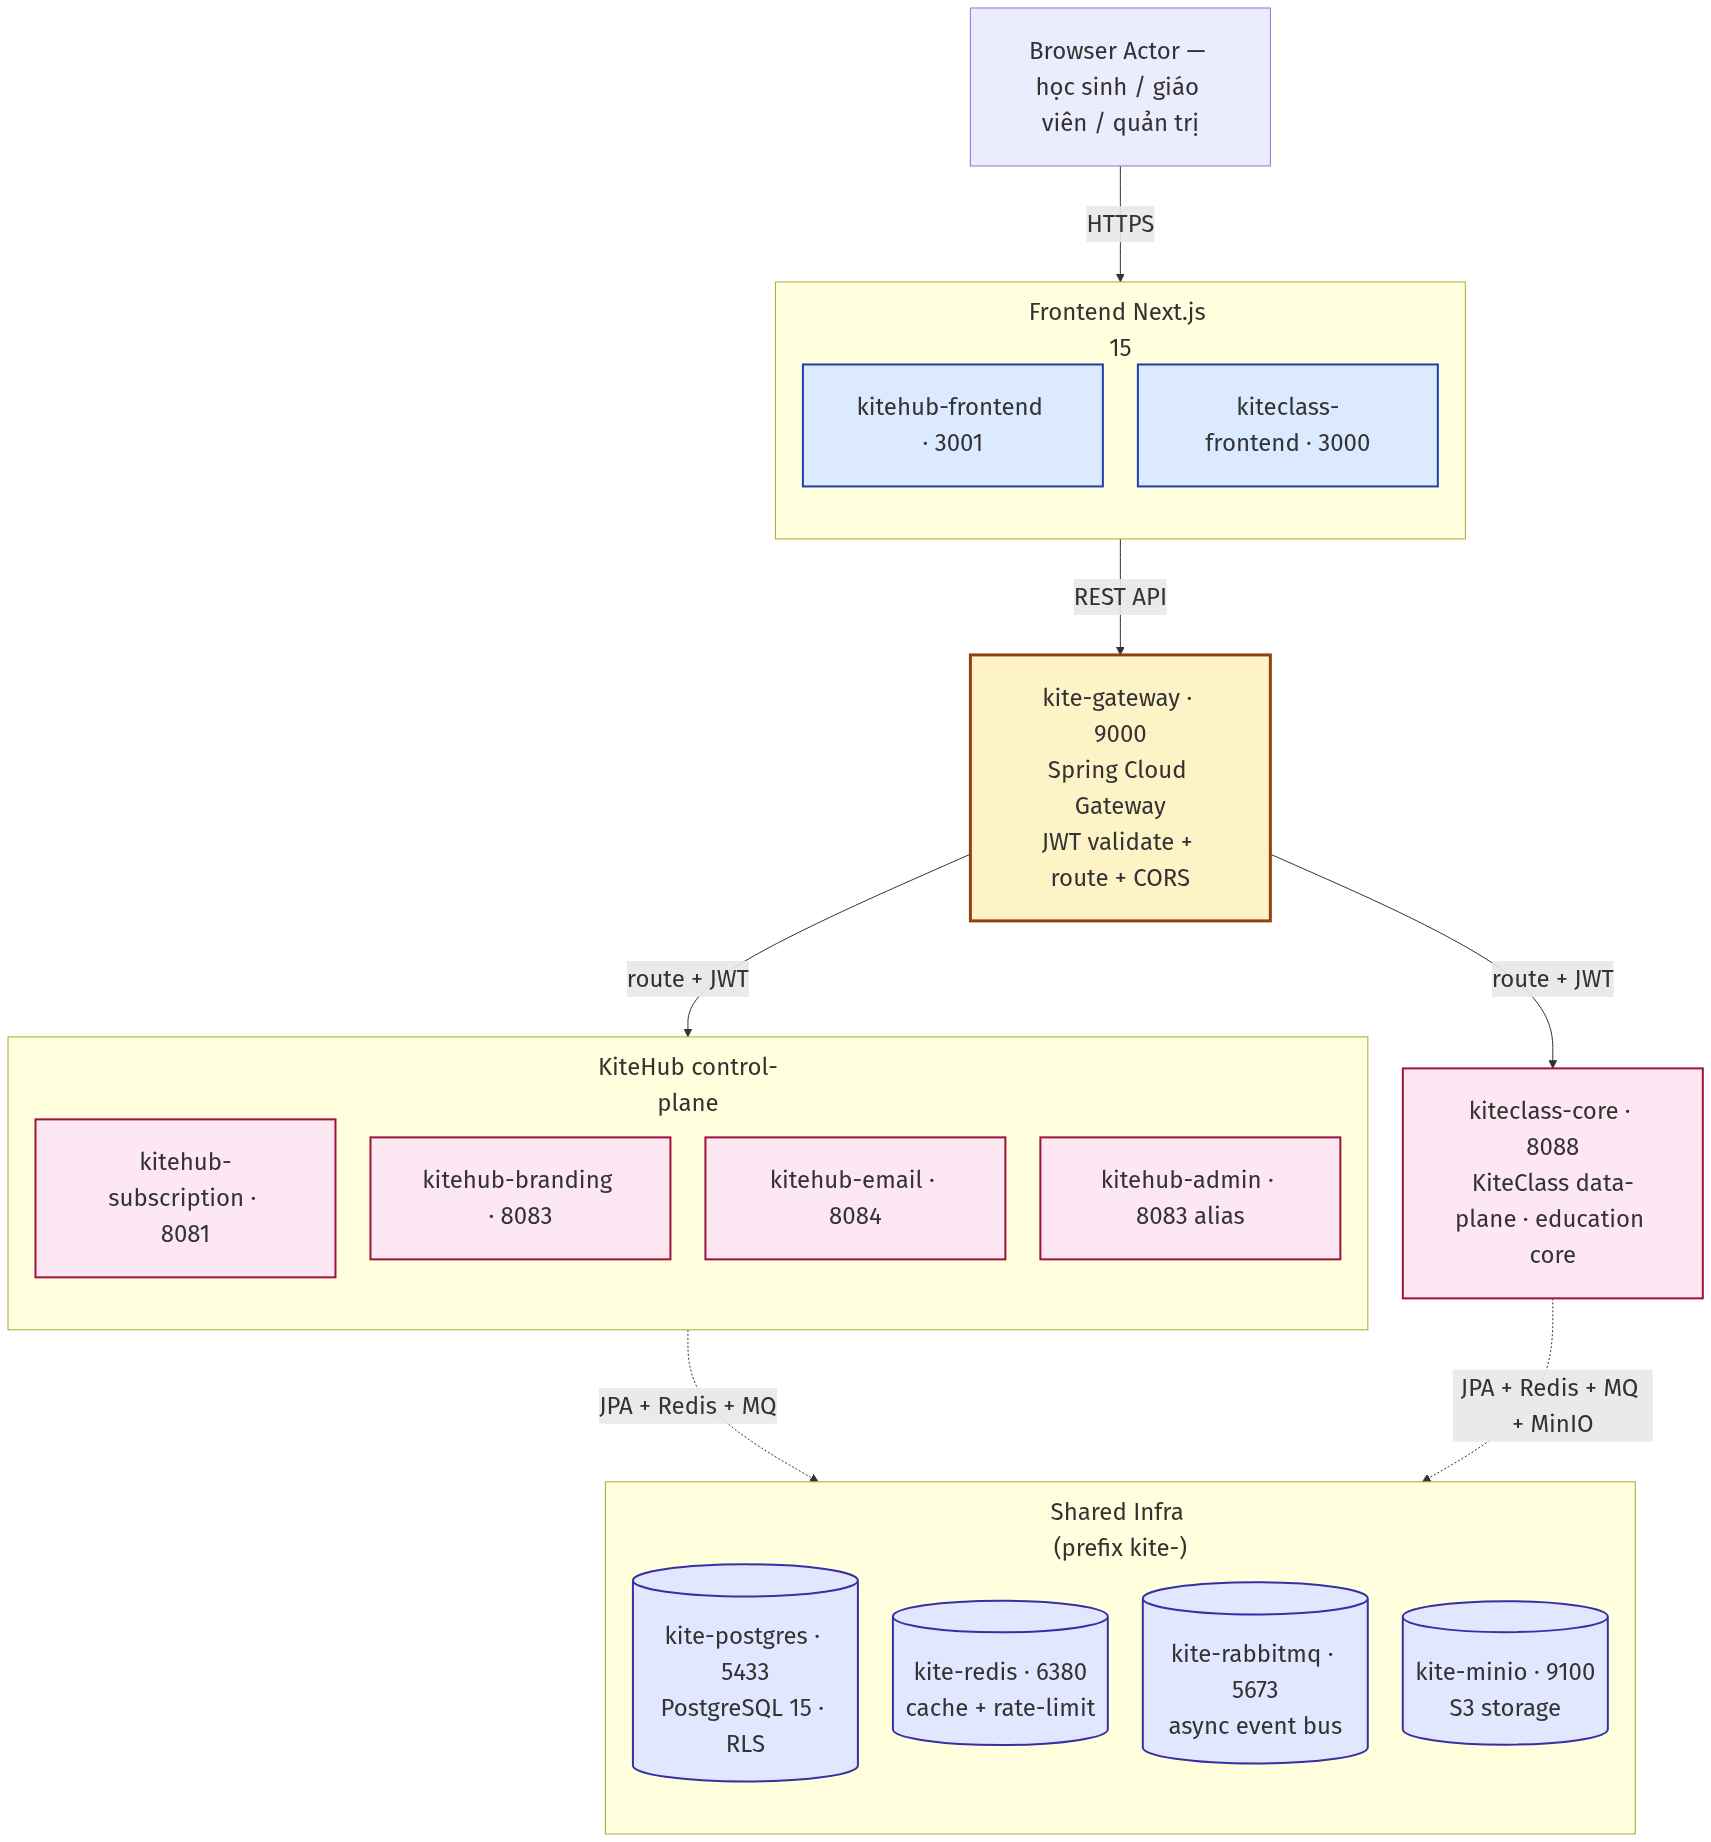 Browser Actor —
học sinh / giáo
viên / quản trị
HTTPS
Frontend Next.js
15
kitehub-frontend
· 3001
kiteclass-
frontend · 3000
REST API
kite-gateway ·
9000
Spring Cloud
Gateway
JWT validate +
route + CORS
route + JWT
route + JWT
KiteHub control-
plane
kitehub-
subscription ·
8081
kitehub-branding
· 8083
kitehub-email ·
8084
kitehub-admin ·
8083 alias
kiteclass-core ·
8088
KiteClass data-
plane · education
core
JPA + Redis + MQ
JPA + Redis + MQ
+ MinIO
Shared Infra
(prefix kite-)
kite-postgres ·
5433
PostgreSQL 15 ·
RLS
kite-redis · 6380
cache + rate-limit
kite-rabbitmq ·
5673
async event bus
kite-minio · 9100
S3 storage